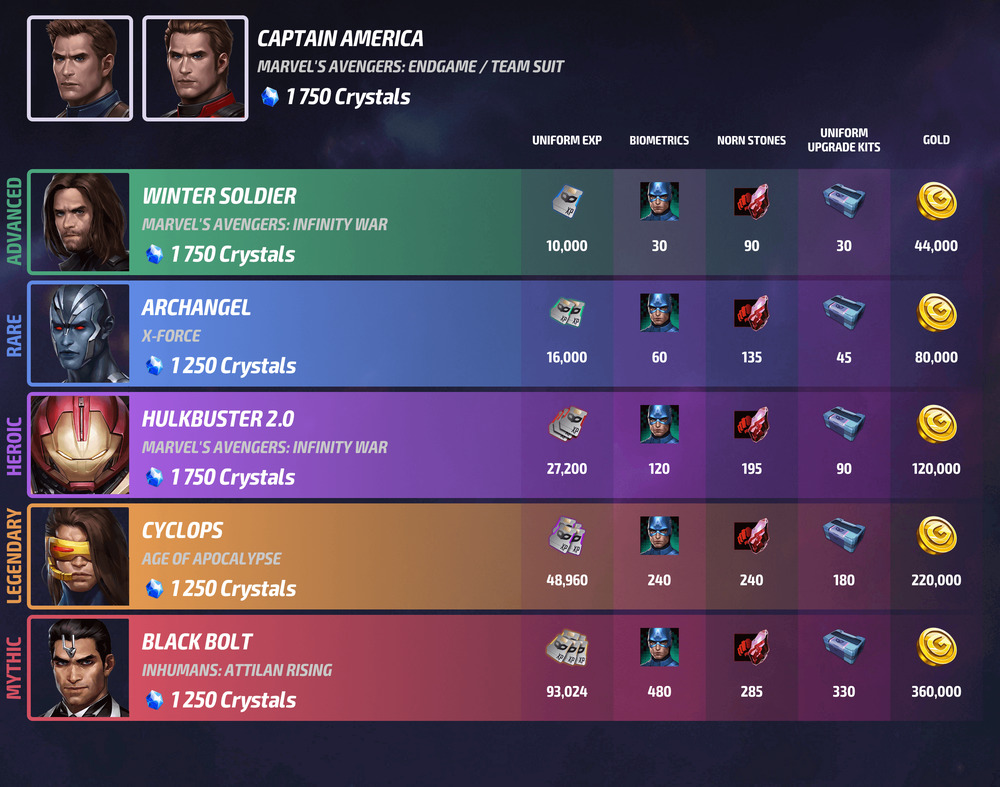 CAPTAIN AMERICA
MARVEL'S AVENGERS: ENDGAME / TEAM SUIT
1 750 Crystals
UNIFORM EXP BIOMETRICS NORN STONES UNIFORM UPGRADE KITS GOLD
ADVANCED
WINTER SOLDIER
MARVEL'S AVENGERS: INFINITY WAR
1 750 Crystals
XP
10,000 30 90 30 44,000
RARE
ARCHANGEL
X-FORCE
1 250 Crystals
XP
16,000 60 135 45 80,000
HEROIC
HULKBUSTER 2.0
MARVEL'S AVENGERS: INFINITY WAR
1 750 Crystals
XP
27,200 120 195 90 120,000
LEGENDARY
CYCLOPS
AGE OF APOCALYPSE
1 250 Crystals
XP
48,960 240 240 180 220,000
MYTHIC
BLACK BOLT
INHUMANS: ATTILAN RISING
1 250 Crystals
XP
93,024 480 285 330 360,000